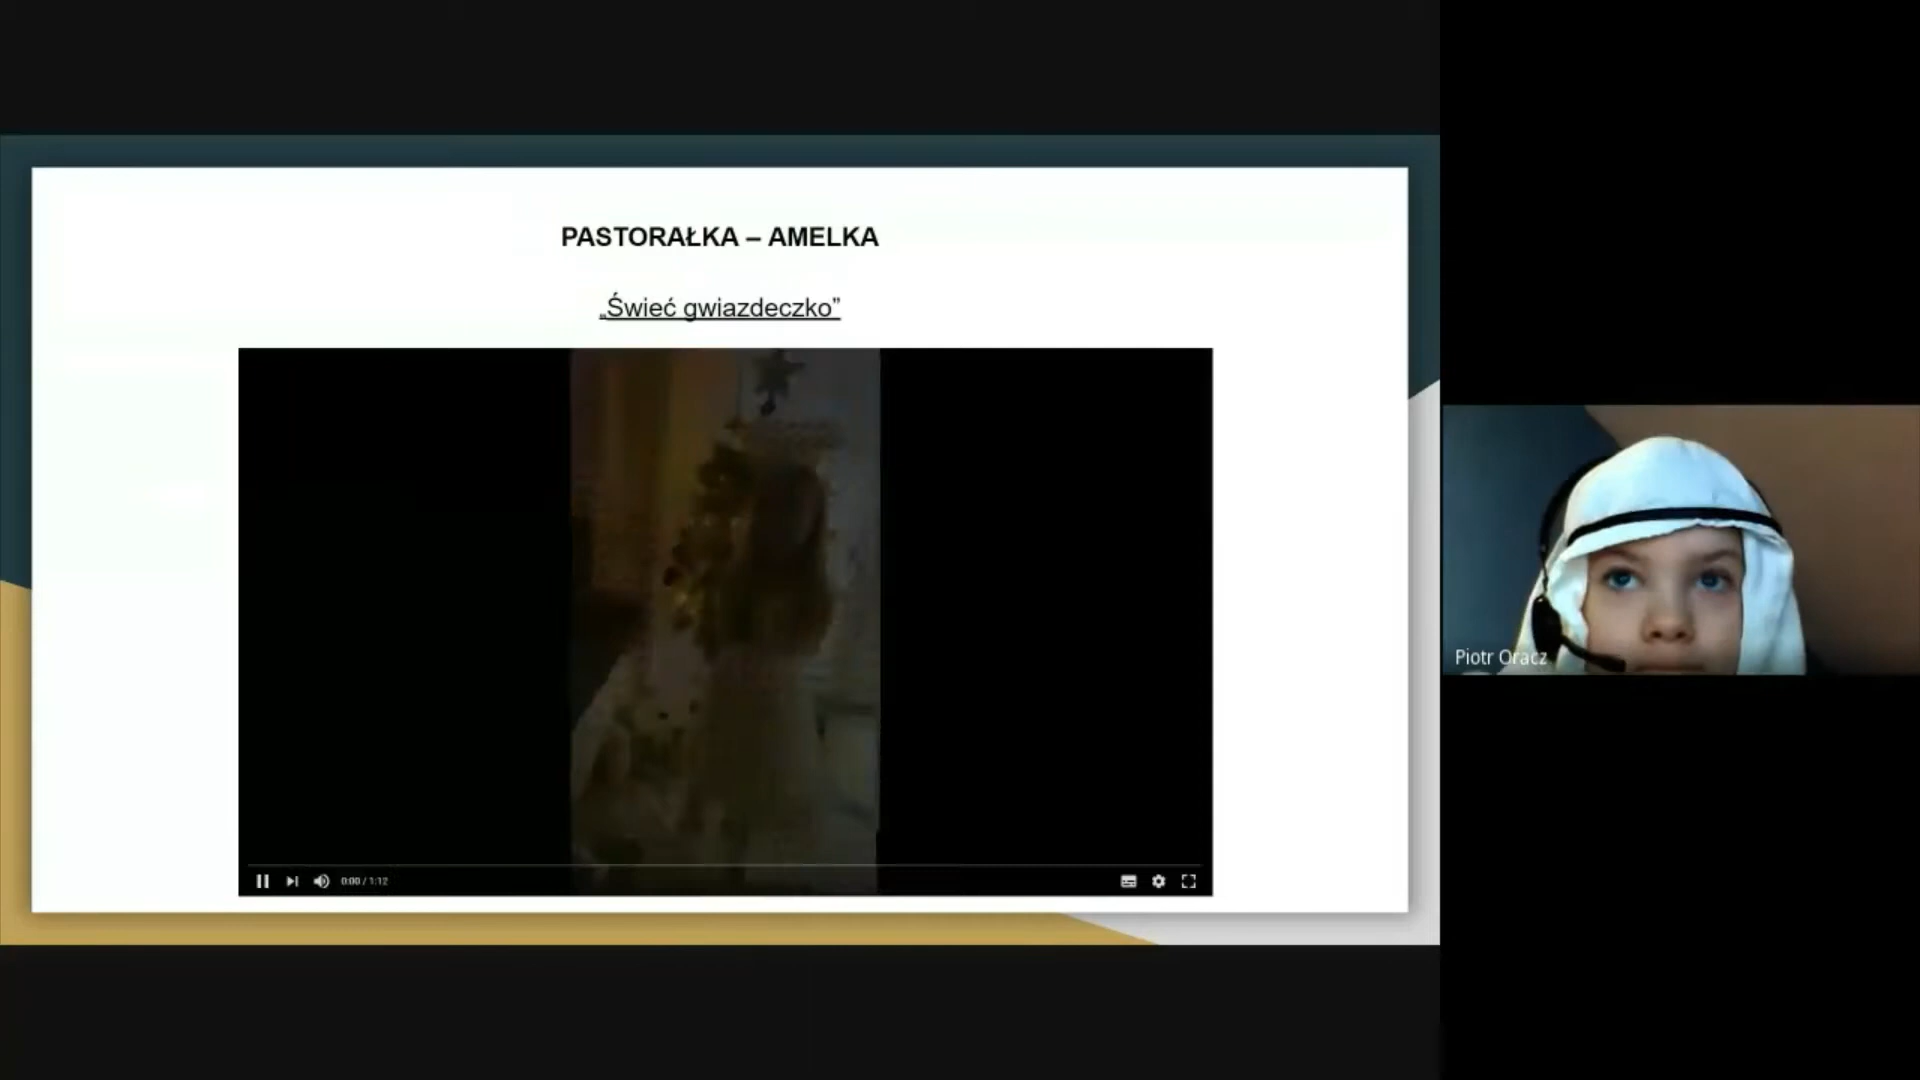 PASTORAŁKA – AMELKA
„Świeć gwiazdeczko”
0:00 / 1:12
Piotr Oracz